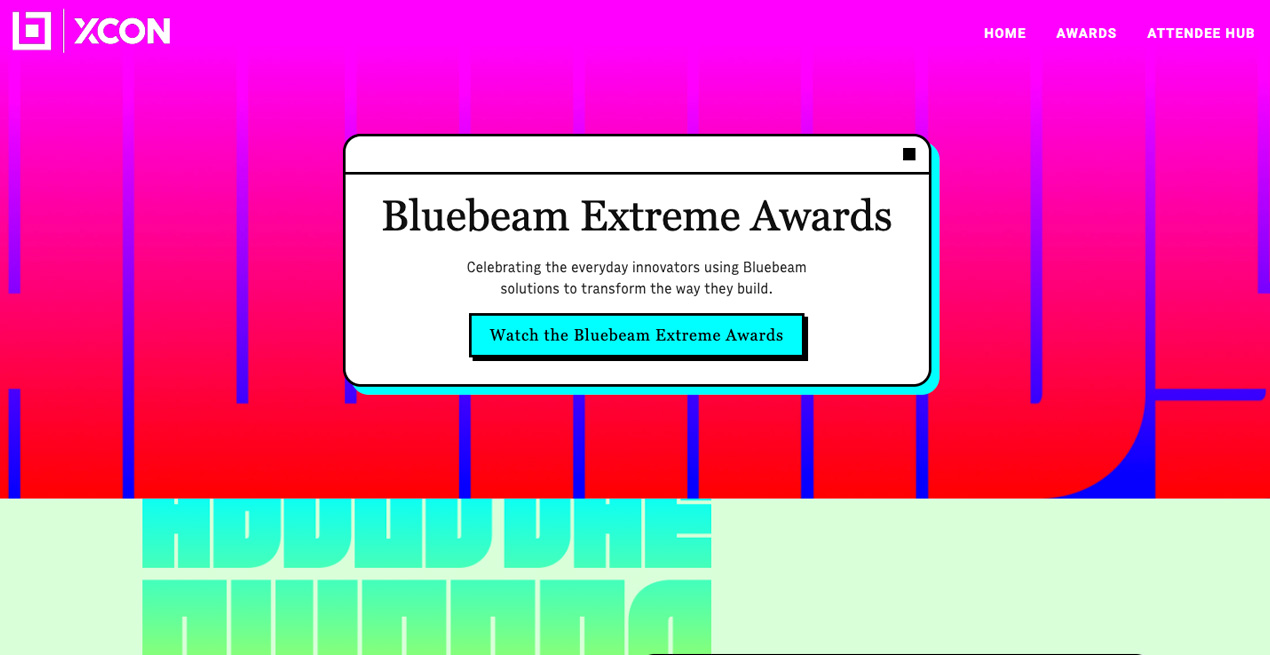 XCON
HOME
AWARDS
ATTENDEE HUB
Bluebeam Extreme Awards
Celebrating the everyday innovators using Bluebeam
solutions to transform the way they build.
Watch the Bluebeam Extreme Awards